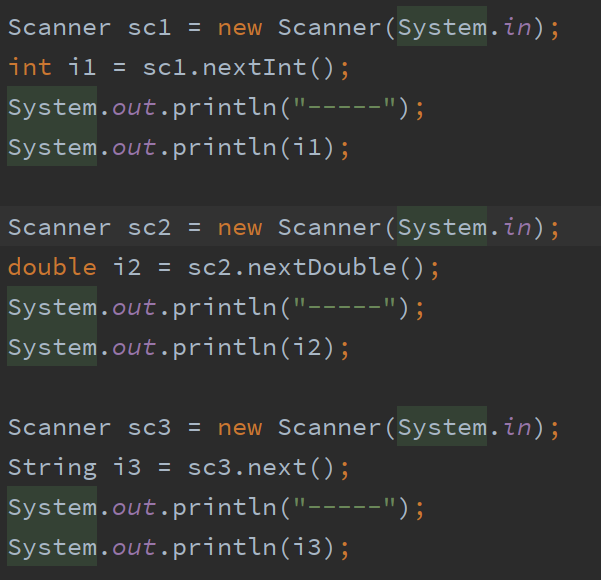 Scanner sc1 = new Scanner(System.in);
int i1 = sc1.nextInt();
System.out.println("-----");
System.out.println(i1);
Scanner sc2 = new Scanner(System.in);
double i2 = sc2.nextDouble();
System.out.println("-----");
System.out.println(i2);
Scanner sc3 = new Scanner(System.in);
String i3 = sc3.next();
System.out.println("-----");
System.out.println(i3);